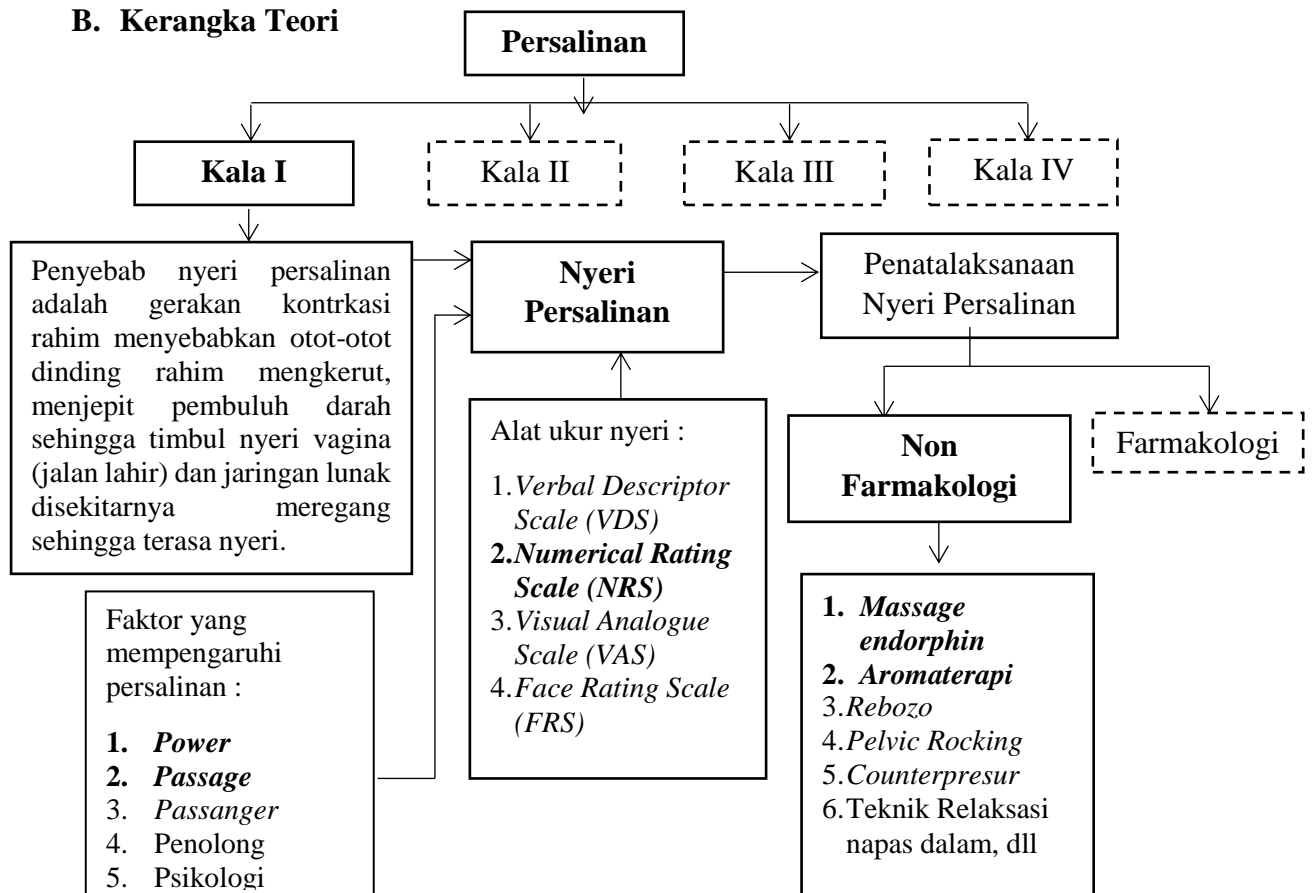 B. Kerangka Teori
Persalinan
Kala I
Kala II
Kala III
Kala IV
Penyebab nyeri persalinan
adalah gerakan kontrkasi
rahim menyebabkan otot-otot
dinding rahim mengkerut,
menjepit pembuluh darah
sehingga timbul nyeri vagina
(jalan lahir) dan jaringan lunak
disekitarnya meregang
sehingga terasa nyeri.
Nyeri
Persalinan
Penatalaksanaan
Nyeri Persalinan
Alat ukur nyeri :
1.Verbal Descriptor
Scale (VDS)
2.Numerical Rating
Scale (NRS)
3.Visual Analogue
Scale (VAS)
4.Face Rating Scale
(FRS)
Non
Farmakologi
Farmakologi
Faktor yang
mempengaruhi
persalinan :
1. Power
2. Passage
3. Passanger
4. Penolong
5. Psikologi
1. Massage
endorphin
2. Aromaterapi
3.Rebozo
4.Pelvic Rocking
5.Counterpresur
6.Teknik Relaksasi
napas dalam, dll